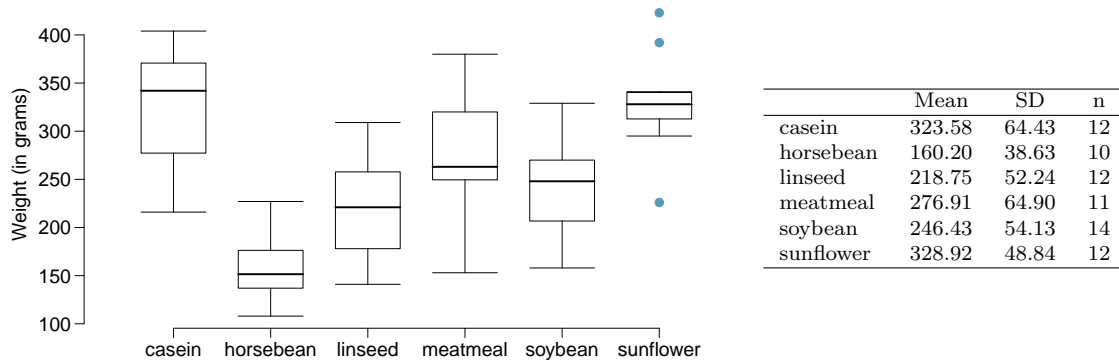 Weight (in grams)
400
350
300
250
200
150
100
casein horsebean linseed meatmeal soybean sunflower
Mean SD n
casein 323.58 64.43 12
horsebean 160.20 38.63 10
linseed 218.75 52.24 12
meatmeal 276.91 64.90 11
soybean 246.43 54.13 14
sunflower 328.92 48.84 12